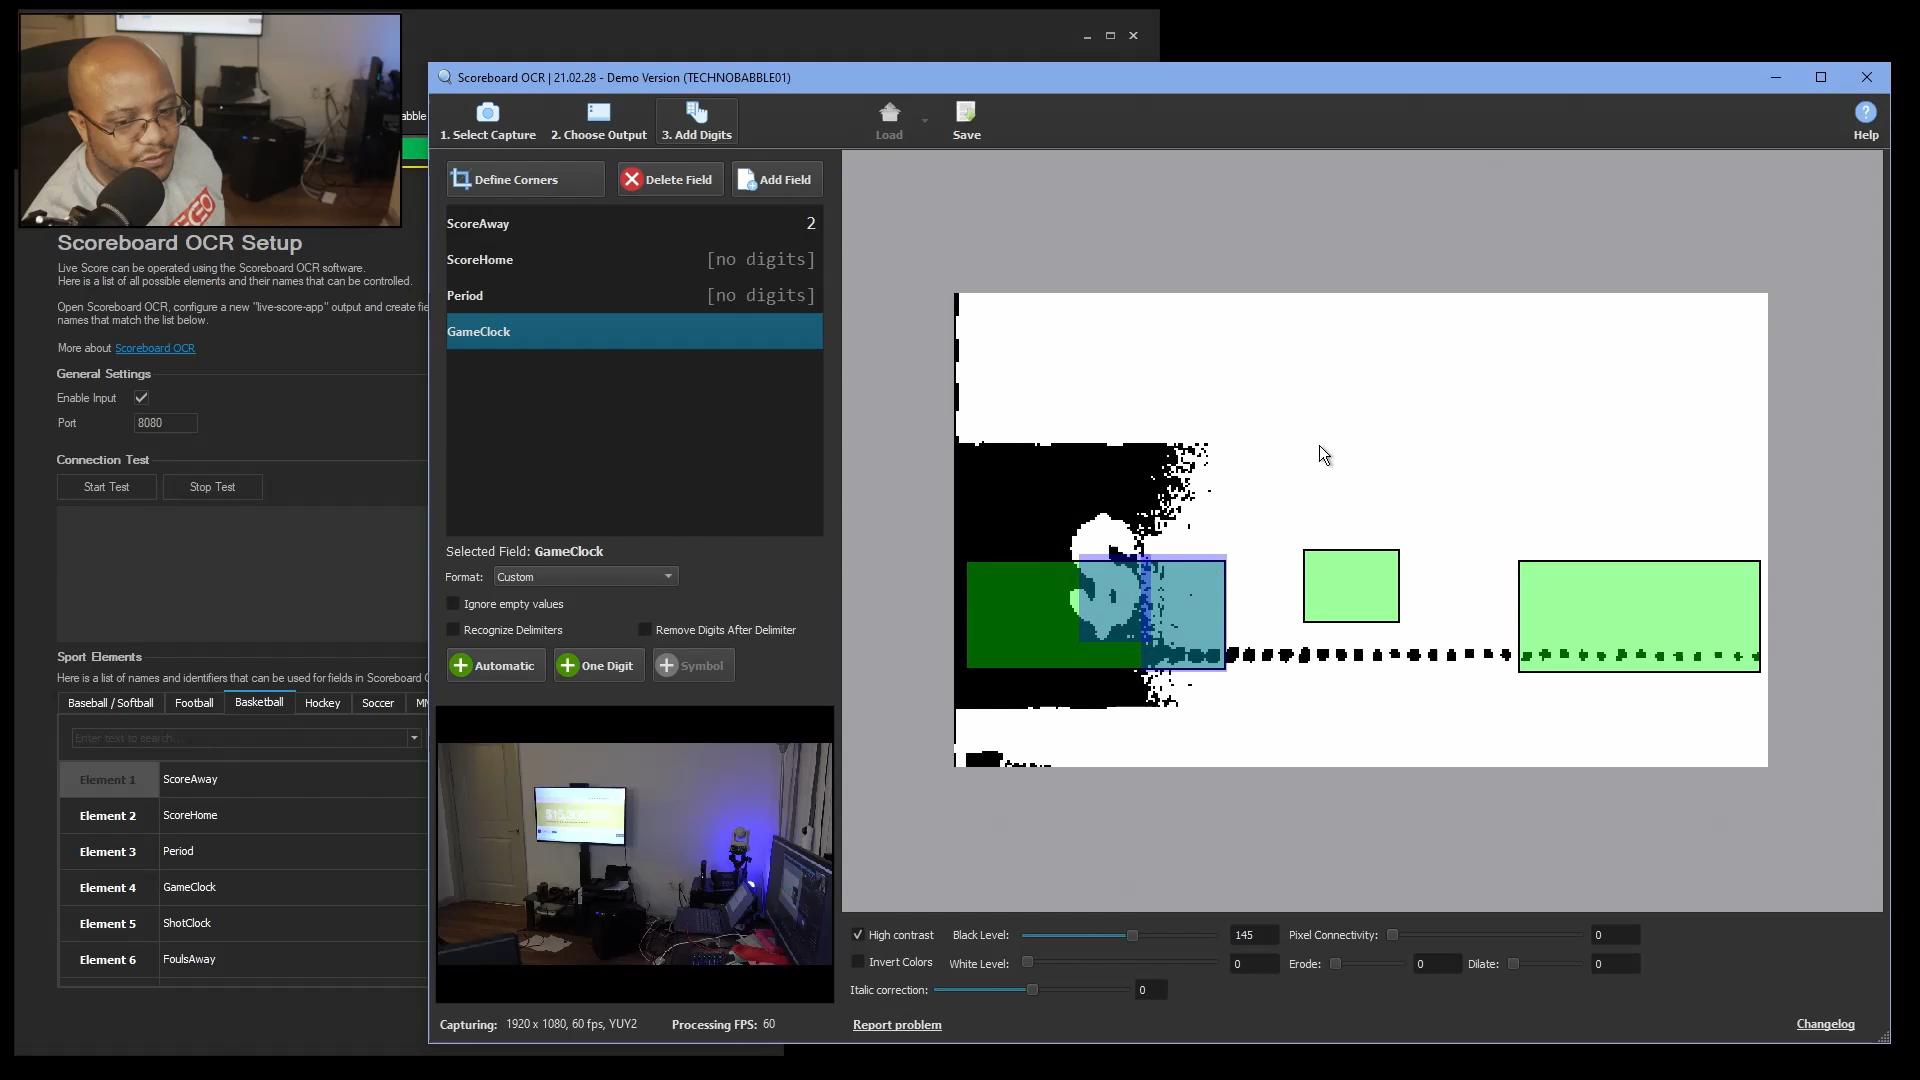 Scoreboard OCR | 21.02.28 - Demo Version (TECHNOBABBLE01)
1. Select Capture
2. Choose Output
3. Add Digits
Load
Save
Help
abble
Define Corners
Delete Field
Add Field
ScoreAway 2
ScoreHome [no digits]
Period [no digits]
GameClock
Selected Field: GameClock
Format: Custom
Ignore empty values
Recognize Delimiters
Remove Digits After Delimiter
Automatic
One Digit
Symbol
Scoreboard OCR Setup
Live Score can be operated using the Scoreboard OCR software.
Here is a list of all possible elements and their names that can be controlled.
Open Scoreboard OCR, configure a new "live-score-app" output and create fie
names that match the list below.
More about Scoreboard OCR
General Settings
Enable Input
Port 8080
Connection Test
Start Test
Stop Test
Sport Elements
Here is a list of names and identifiers that can be used for fields in Scoreboard O
Baseball / Softball
Football
Basketball
Hockey
Soccer
MM
Enter text to search...
Element 1 ScoreAway
Element 2 ScoreHome
Element 3 Period
Element 4 GameClock
Element 5 ShotClock
Element 6 FoulsAway
High contrast
Black Level: 145
Pixel Connectivity: 0
Invert Colors
White Level: 0
Erode: 0
Dilate: 0
Italic correction: 0
Capturing: 1920 x 1080, 60 fps, YUY2
Processing FPS: 60
Report problem
Changelog